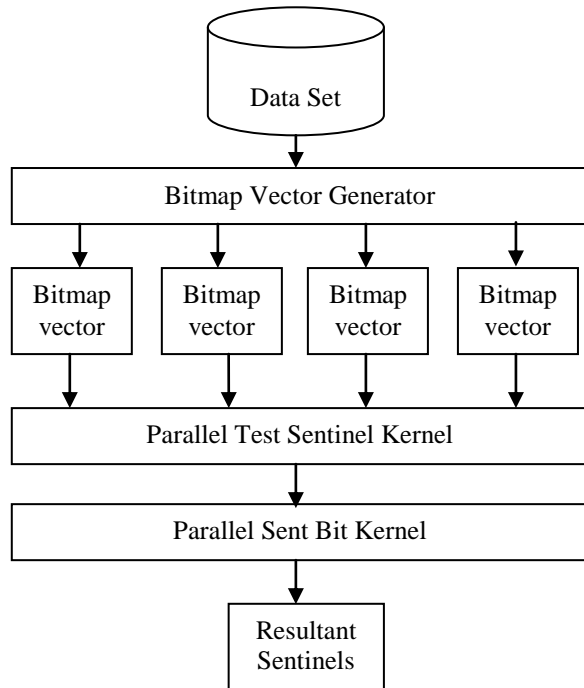 Data Set
Bitmap Vector Generator
Bitmap
vector
Bitmap
vector
Bitmap
vector
Bitmap
vector
Parallel Test Sentinel Kernel
Parallel Sent Bit Kernel
Resultant
Sentinels